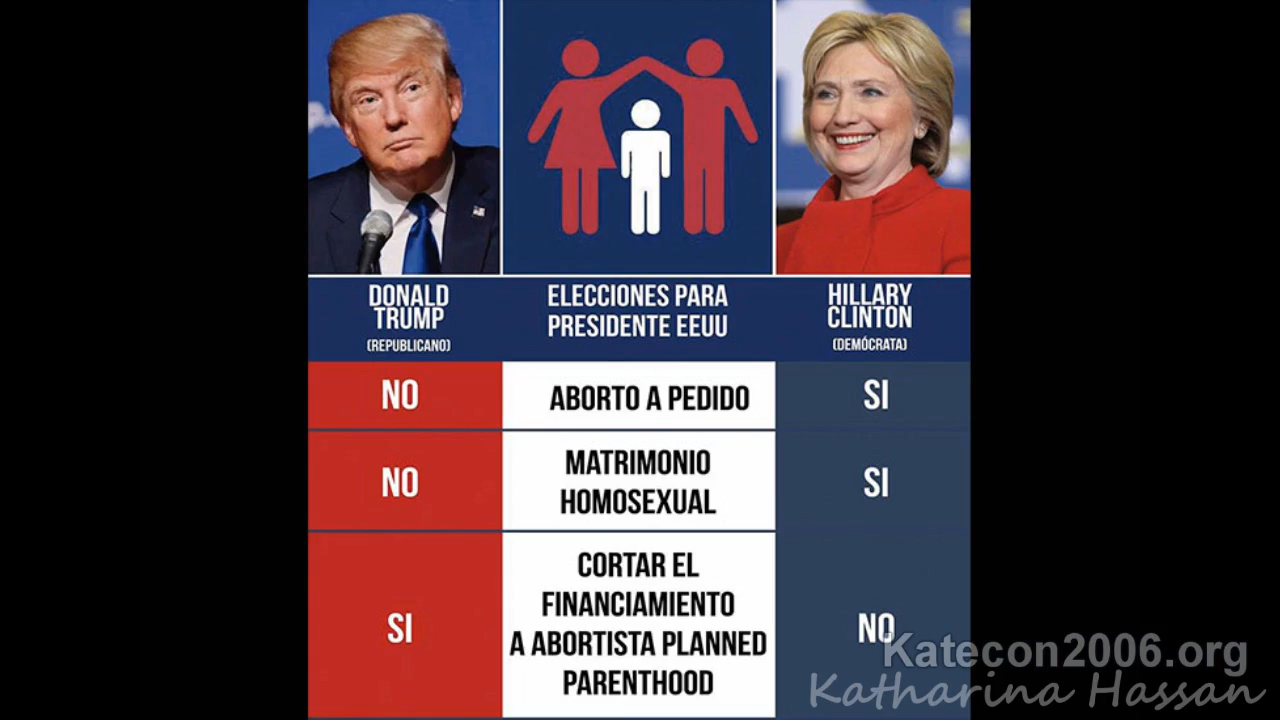 DONALD
TRUMP
(REPUBLICANO)
ELECCIONES PARA
PRESIDENTE EEUU
HILLARY
CLINTON
(DEMÓCRATA)
NO
ABORTO A PEDIDO
SI
NO
MATRIMONIO
HOMOSEXUAL
SI
SI
CORTAR EL
FINANCIAMIENTO
A ABORTISTA PLANNED
PARENTHOOD
NO
Katecon2006.org
Katharina Hassan